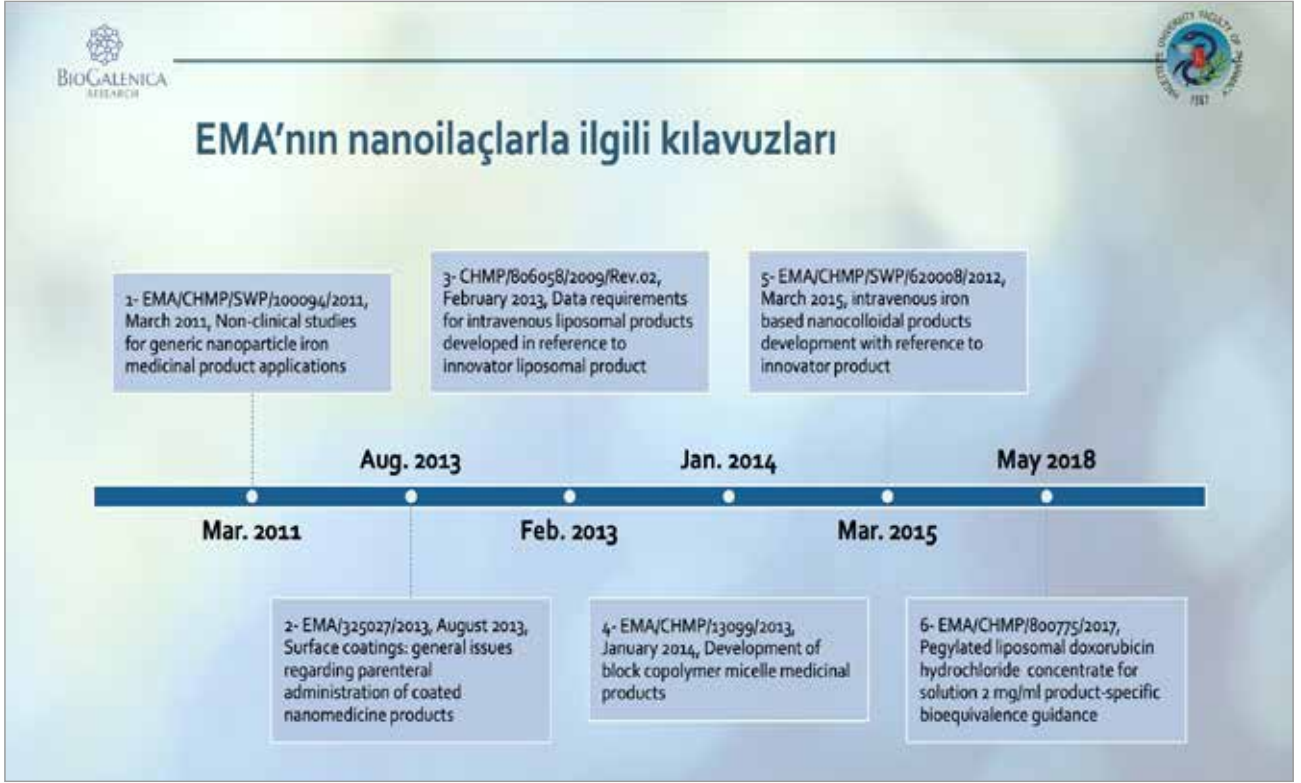 BIOGALENICA
RESEARCH
HACETTEPE UNIVERSITY FACULTY OF PHARMACY
EMA’nın nanoilaçlarla ilgili kılavuzları
1- EMA/CHMP/SWP/100094/2011,
March 2011, Non-clinical studies
for generic nanoparticle iron
medicinal product applications
3- CHMP/806058/2009/Rev.02,
February 2013, Data requirements
for intravenous liposomal products
developed in reference to
innovator liposomal product
5- EMA/CHMP/SWP/620008/2012,
March 2015, intravenous iron
based nanocolloidal products
development with reference to
innovator product
Aug. 2013
Jan. 2014
May 2018
Mar. 2011
Feb. 2013
Mar. 2015
2- EMA/325027/2013, August 2013,
Surface coatings: general issues
regarding parenteral
administration of coated
nanomedicine products
4- EMA/CHMP/13099/2013,
January 2014, Development of
block copolymer micelle medicinal
products
6- EMA/CHMP/800775/2017,
Pegylated liposomal doxorubicin
hydrochloride concentrate for
solution 2 mg/ml product-specific
bioequivalence guidance